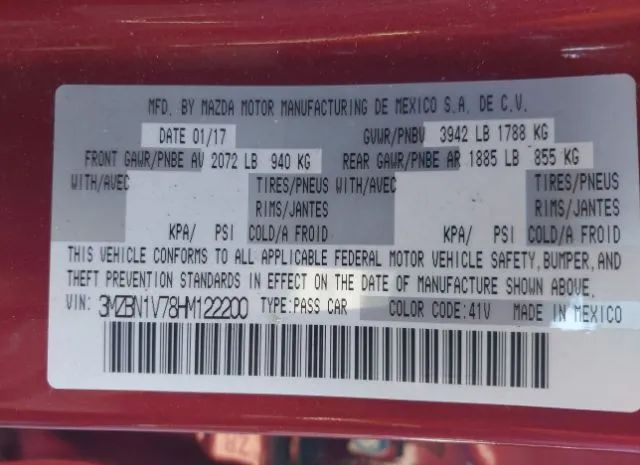 MFD. BY MAZDA MOTOR MANUFACTURING DE MEXICO S.A. DE C.V.
DATE 01/17 GVWR/PNBV 3942 LB 1788 KG
FRONT GAWR/PNBE AV 2072 LB 940 KG REAR GAWR/PNBE AR 1885 LB 855 KG
WITH/AVEC TIRES/PNEUS WITH/AVEC TIRES/PNEUS
RIMS/JANTES RIMS/JANTES
KPA/ PSI COLD/A FROID KPA/ PSI COLD/A FROID
THIS VEHICLE CONFORMS TO ALL APPLICABLE FEDERAL MOTOR VEHICLE SAFETY,BUMPER,AND
THEFT PREVENTION STANDARDS IN EFFECT ON THE DATE OF MANUFACTURE SHOWN ABOVE.
VIN: 3MZBN1V78HM122200 TYPE:PASS CAR COLOR CODE:41V MADE IN MEXICO